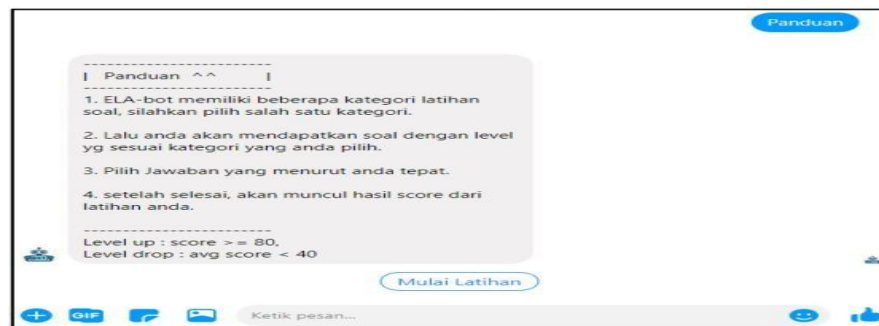 Panduan
------------------------
| Panduan ^^ |
------------------------
1. ELA-bot memiliki beberapa kategori latihan
soal, silahkan pilih salah satu kategori.
2. Lalu anda akan mendapatkan soal dengan level
yg sesuai kategori yang anda pilih.
3. Pilih Jawaban yang menurut anda tepat.
4. setelah selesai, akan muncul hasil score dari
latihan anda.
------------------------
Level up : score >= 80,
Level drop : avg score < 40
Mulai Latihan
GIF
Ketik pesan...